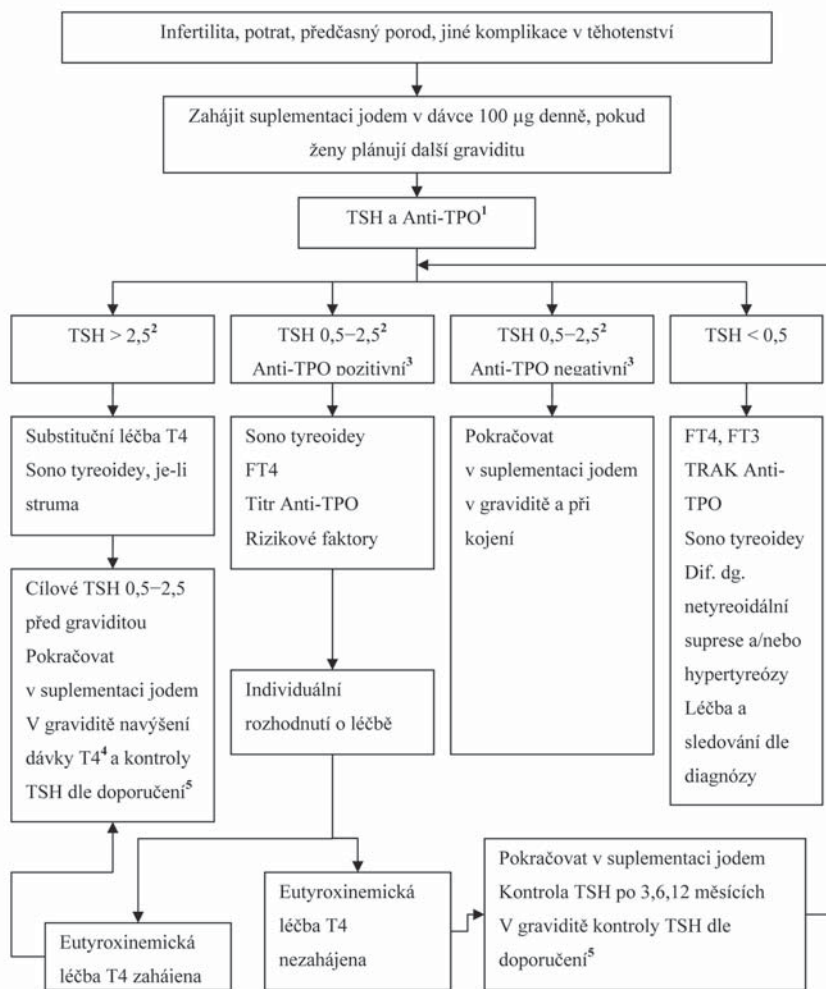 Infertilita, potrat, předčasný porod, jiné komplikace v těhotenství
Zahájit suplementaci jodem v dávce 100 µg denně, pokud
ženy plánují další graviditu
TSH a Anti-TPO¹
TSH > 2,5²
TSH 0,5−2,5²
Anti-TPO pozitivní³
TSH 0,5−2,5²
Anti-TPO negativní³
TSH < 0,5
Substituční léčba T4
Sono tyreoidey, je-li
struma
Sono tyreoidey
FT4
Titr Anti-TPO
Rizikové faktory
Pokračovat
v suplementaci jodem
v graviditě a při
kojení
FT4, FT3
TRAK Anti-
TPO
Sono tyreoidey
Dif. dg.
netyreoidální
suprese a/nebo
hypertyreózy
Léčba a
sledování dle
diagnózy
Cílové TSH 0,5−2,5
před graviditou
Pokračovat
v suplementaci jodem
V graviditě navýšení
dávky T4⁴ a kontroly
TSH dle doporučení⁵
Individuální
rozhodnutí o léčbě
Eutyroxinemická
léčba T4 zahájena
Eutyroxinemická
léčba T4
nezahájena
Pokračovat v suplementaci jodem
Kontrola TSH po 3,6,12 měsících
V graviditě kontroly TSH dle
doporučení⁵